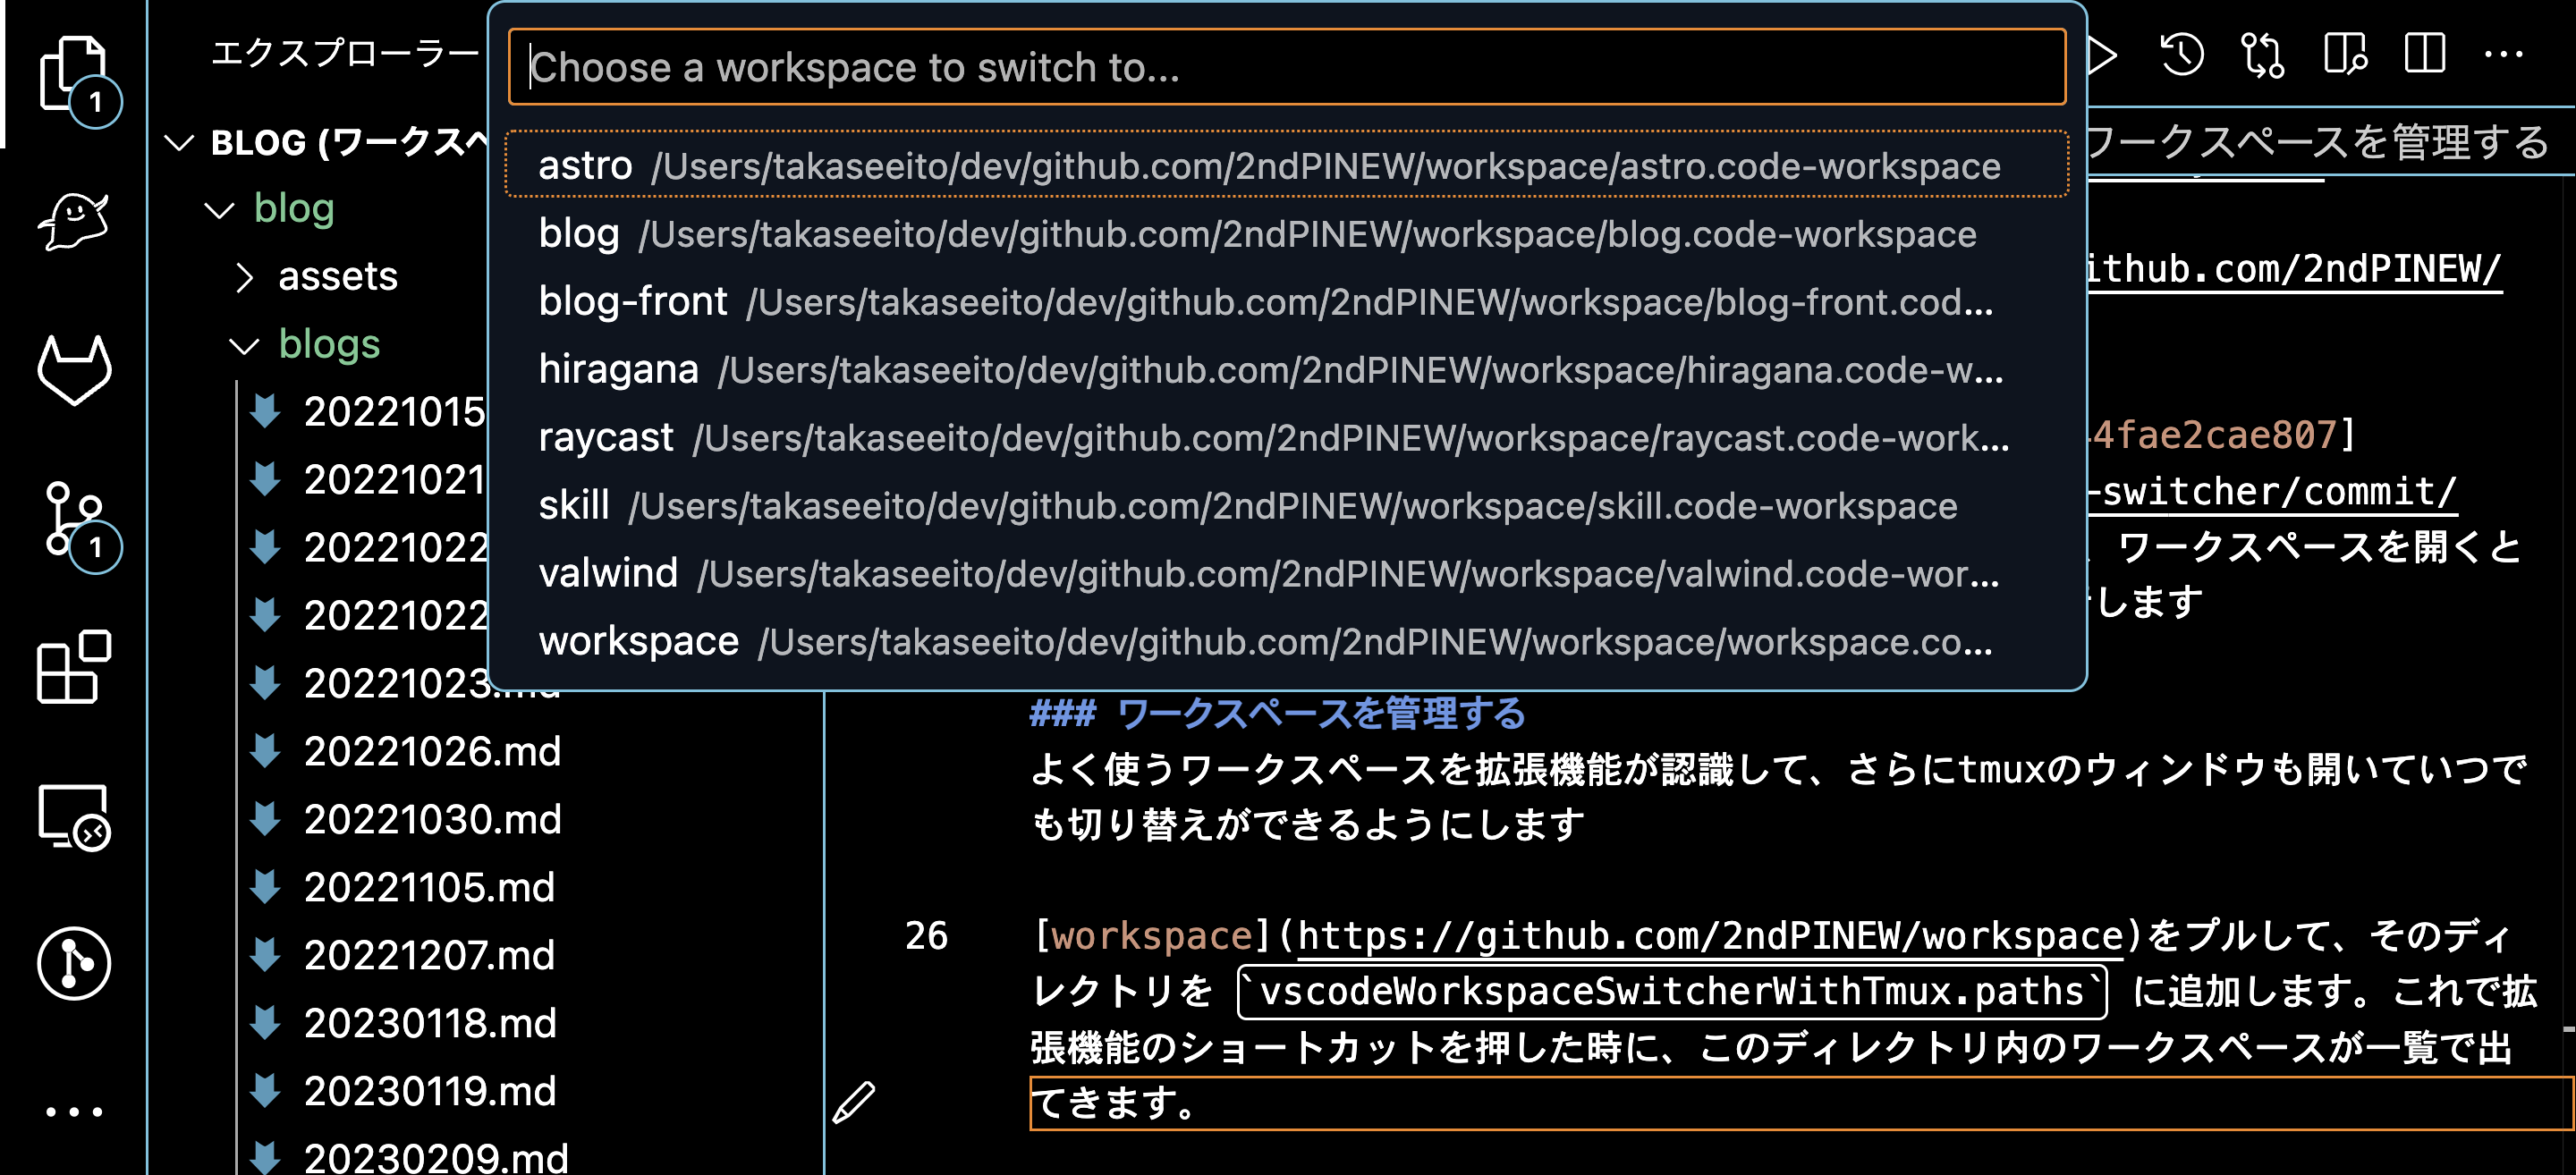 エクスプローラー
BLOG (ワークスペ
blog
assets
blogs
20221015
20221021
20221022
20221022
20221023.md
20221026.md
20221030.md
20221105.md
20221207.md
20230118.md
20230119.md
20230209.md
1
1
Choose a workspace to switch to...
astro /Users/takaseeito/dev/github.com/2ndPINEW/workspace/astro.code-workspace
blog /Users/takaseeito/dev/github.com/2ndPINEW/workspace/blog.code-workspace
blog-front /Users/takaseeito/dev/github.com/2ndPINEW/workspace/blog-front.cod...
hiragana /Users/takaseeito/dev/github.com/2ndPINEW/workspace/hiragana.code-w...
raycast /Users/takaseeito/dev/github.com/2ndPINEW/workspace/raycast.code-work...
skill /Users/takaseeito/dev/github.com/2ndPINEW/workspace/skill.code-workspace
valwind /Users/takaseeito/dev/github.com/2ndPINEW/workspace/valwind.code-wor...
workspace /Users/takaseeito/dev/github.com/2ndPINEW/workspace/workspace.co...
ワークスペースを管理する
ithub.com/2ndPINEW/
4fae2cae807]
-switcher/commit/
ワークスペースを開くと
します
### ワークスペースを管理する
よく使うワークスペースを拡張機能が認識して、さらにtmuxのウィンドウも開いていつで
も切り替えができるようにします
26 [workspace](https://github.com/2ndPINEW/workspace)をプルして、そのディ
レクトリを `vscodeWorkspaceSwitcherWithTmux.paths` に追加します。これで拡
張機能のショートカットを押した時に、このディレクトリ内のワークスペースが一覧で出
てきます。